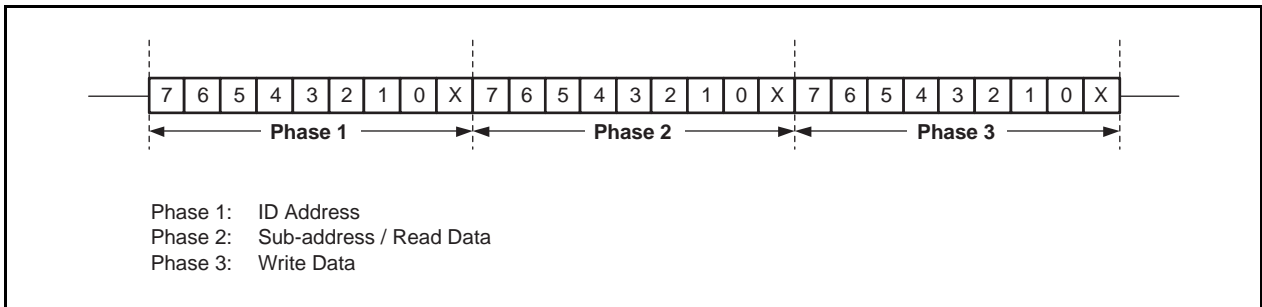 7 6 5 4 3 2 1 0 X 7 6 5 4 3 2 1 0 X 7 6 5 4 3 2 1 0 X
Phase 1 Phase 2 Phase 3
Phase 1: ID Address
Phase 2: Sub-address / Read Data
Phase 3: Write Data